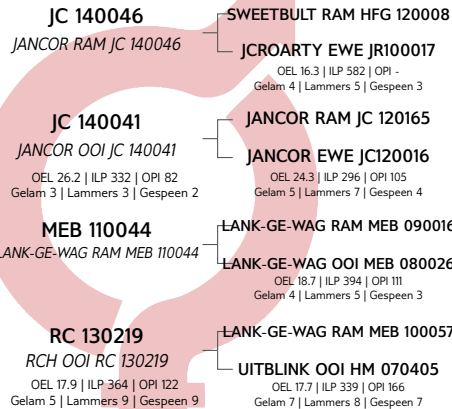 JC 140046
JANCOR RAM JC 140046
SWEETBULT RAM HFG 120008
JCROARTY EWE JR100017
OEL 16.3 | ILP 582 | OPI -
Gelam 4 | Lammers 5 | Gespeen 3
JC 140041
JANCOR OOI JC 140041
OEL 26.2 | ILP 332 | OPI 82
Gelam 3 | Lammers 3 | Gespeen 2
JANCOR RAM JC 120165
JANCOR EWE JC120016
OEL 24.3 | ILP 296 | OPI 105
Gelam 5 | Lammers 7 | Gespeen 4
MEB 110044
LANK-GE-WAG RAM MEB 110044
LANK-GE-WAG RAM MEB 090016
LANK-GE-WAG OOI MEB 080026
OEL 18.7 | ILP 394 | OPI 111
Gelam 4 | Lammers 5 | Gespeen 3
RC 130219
RCH OOI RC 130219
OEL 17.9 | ILP 364 | OPI 122
Gelam 5 | Lammers 9 | Gespeen 9
LANK-GE-WAG RAM MEB 100057
UITBLINK OOI HM 070405
OEL 17.7 | ILP 339 | OPI 166
Gelam 7 | Lammers 8 | Gespeen 7